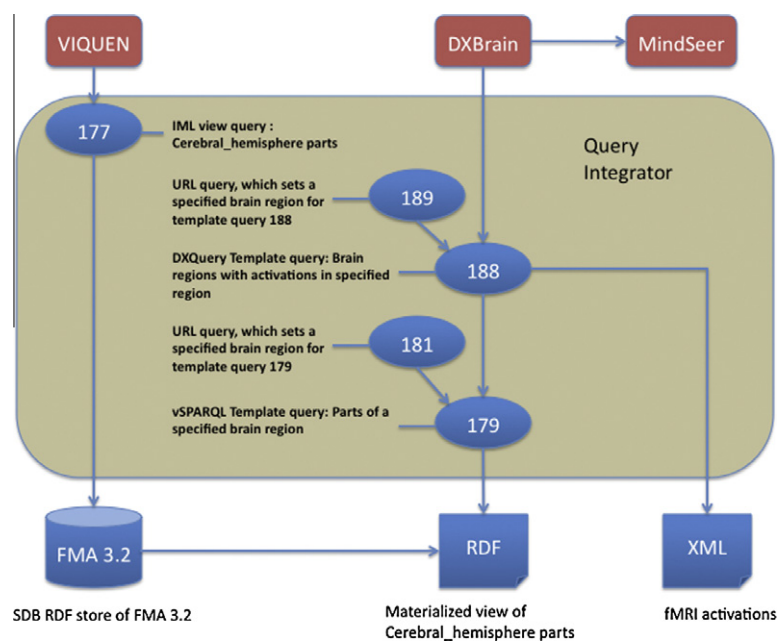 VIQUEN
DXBrain
MindSeer
177
IML view query :
Cerebral_hemisphere parts
Query
Integrator
URL query, which sets a
specified brain region for
template query 188
189
DXQuery Template query: Brain
regions with activations in specified
region
188
URL query, which sets a
specified brain region for
template query 179
181
vSPARQL Template query: Parts of a
specified brain region
179
FMA 3.2
RDF
XML
SDB RDF store of FMA 3.2
Materialized view of
Cerebral_hemisphere parts
fMRI activations